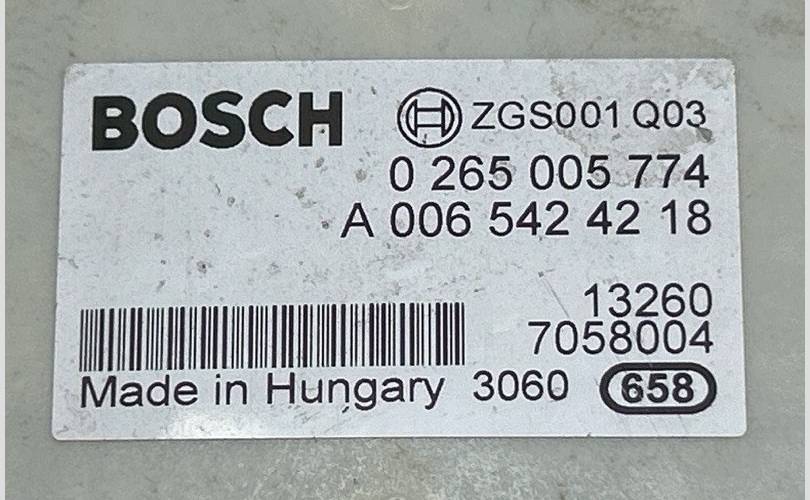 BOSCH ZGS001 Q03
0 265 005 774
A 006 542 42 18
13260
7058004
Made in Hungary 3060 658